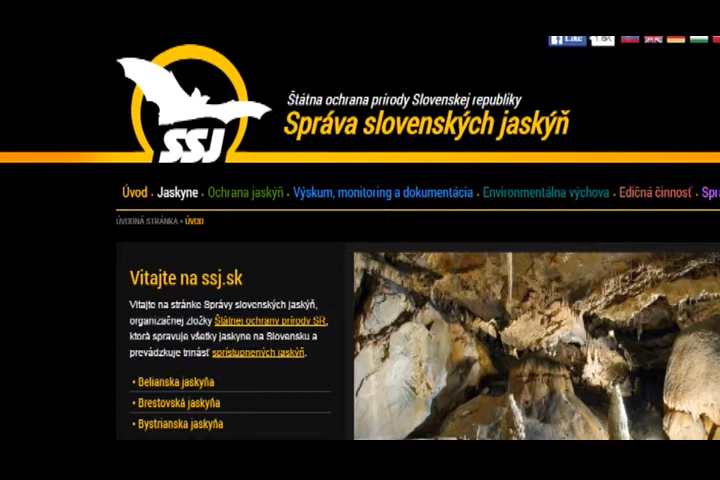 Like 1.8K
Štátna ochrana prírody Slovenskej republiky
Správa slovenských jaskýň
SSJ
Úvod • Jaskyne • Ochrana jaskýň • Výskum, monitoring a dokumentácia • Environmentálna výchova • Edičná činnosť •
ÚVODNÁ STRÁNKA » ÚVOD
Vitajte na ssj.sk
Vitajte na stránke Správy slovenských jaskýň,
organizačnej zložky Štátnej ochrany prírody SR,
ktorá spravuje všetky jaskyne na Slovensku a
prevádzkuje trinásť sprístupnených jaskýň.
• Belianska jaskyňa
• Brestovská jaskyňa
• Bystrianska jaskyňa